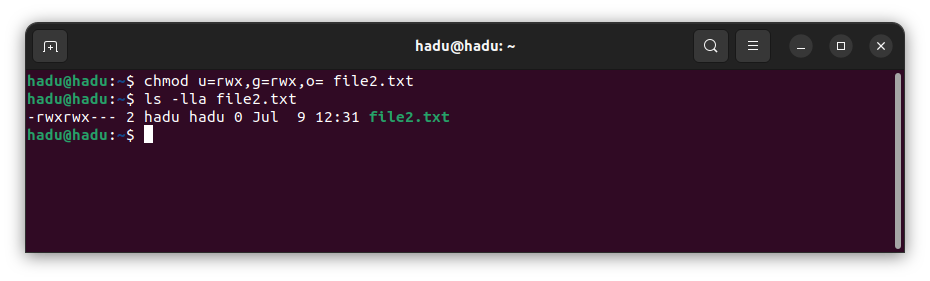 hadu@hadu: ~
hadu@hadu:~$ chmod u=rwx,g=rwx,o= file2.txt
hadu@hadu:~$ ls -lla file2.txt
-rwxrwx--- 2 hadu hadu 0 Jul  9 12:31 file2.txt
hadu@hadu:~$